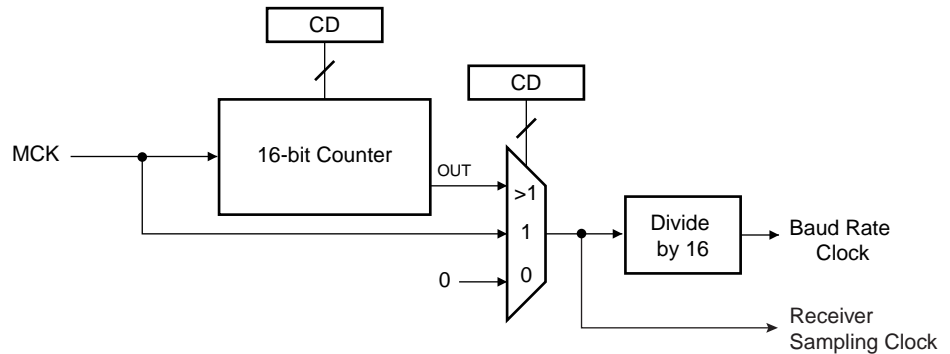 CD
CD
MCK
16-bit Counter
OUT
>1
1
0
0
Divide
by 16
Baud Rate
Clock
Receiver
Sampling Clock